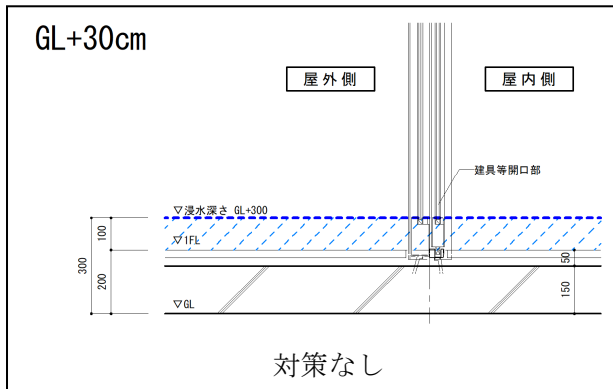 GL+30cm
屋外側
屋内側
建具等開口部
▽浸水深さ GL+300
▽1FL
▽GL
300
100
200
50
150
対策なし